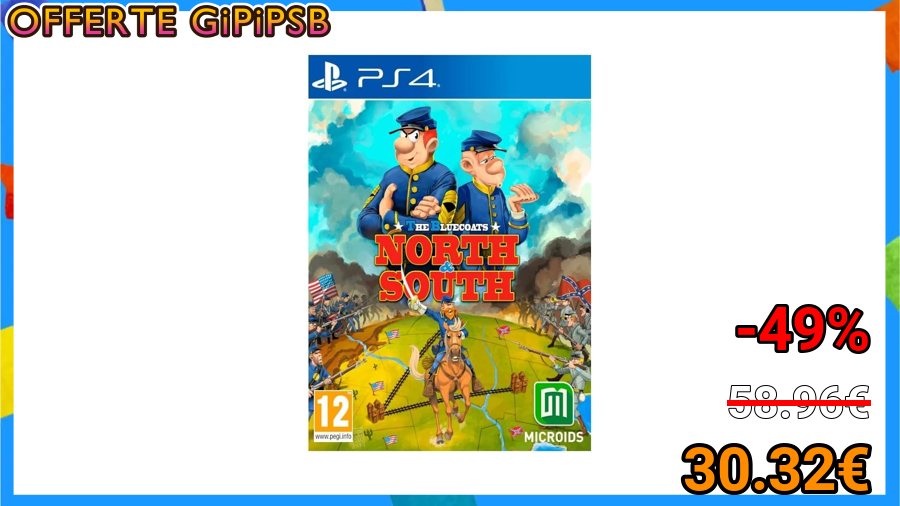 OFFERTE GiPiPSB
PS4
THE BLUECOATS
NORTH
&
SOUTH
12
www.pegi.info
MICROIDS
-49%
58.96€
30.32€